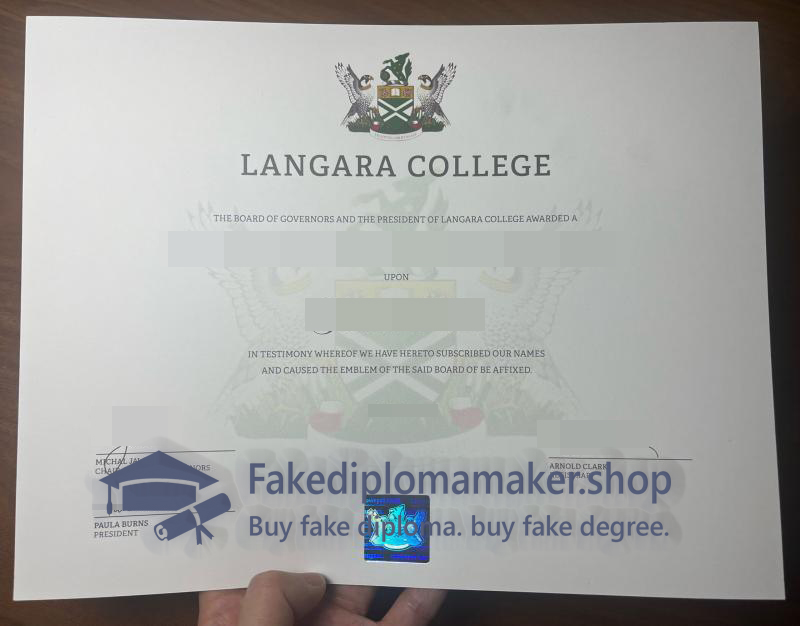 LANGARA COLLEGE
THE BOARD OF GOVERNORS AND THE PRESIDENT OF LANGARA COLLEGE AWARDED A
UPON
IN TESTIMONY WHEREOF WE HAVE HERETO SUBSCRIBED OUR NAMES
AND CAUSED THE EMBLEM OF THE SAID BOARD OF BE AFFIXED.
MICHAL
ARNOLD CLARK
Fakediplomamaker.shop
Buy fake diploma. buy fake degree.
PAULA BURNS
PRESIDENT